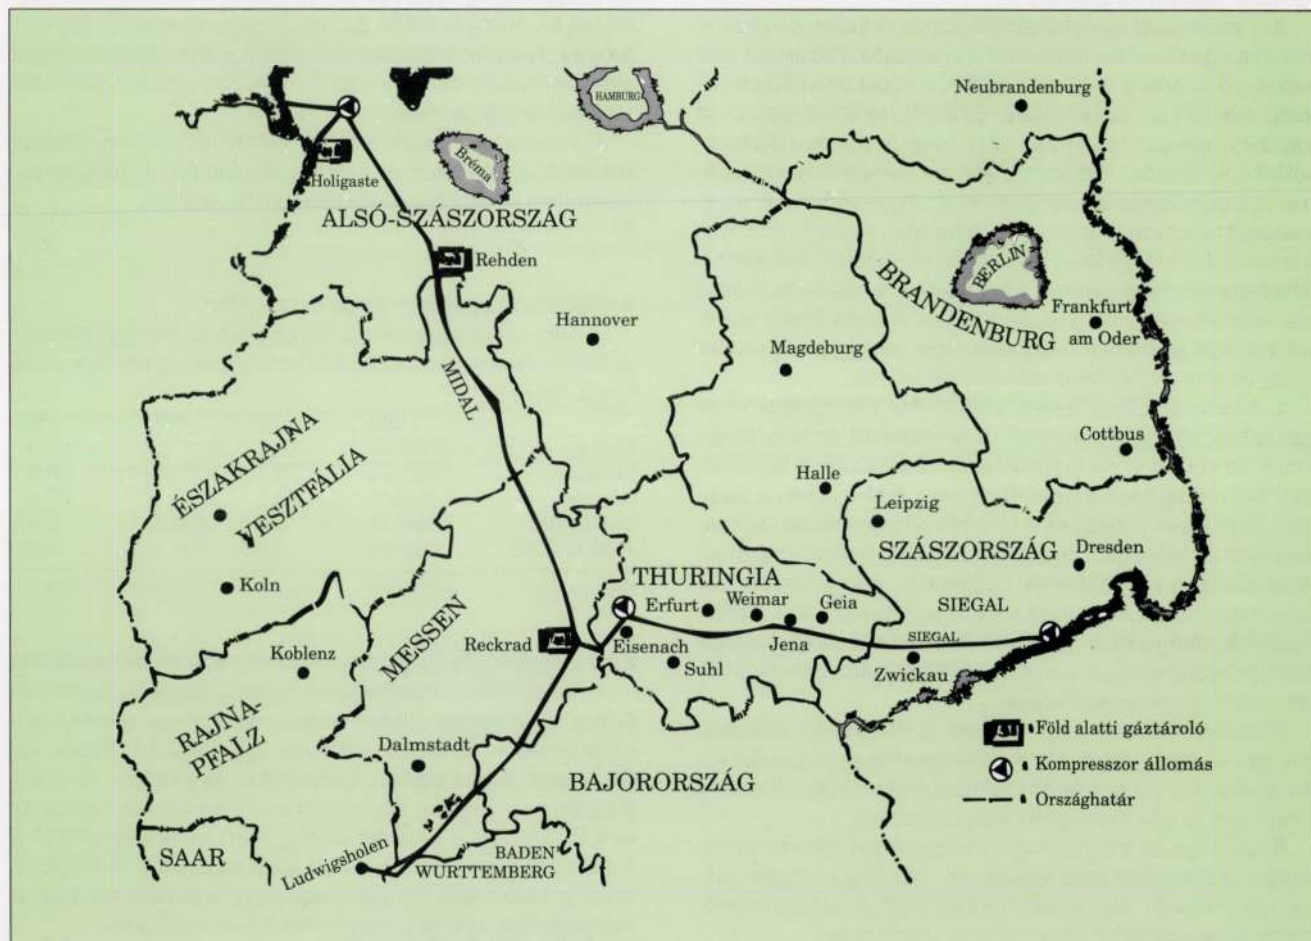 HAMBURG
Neubrandenburg
Bréma
Holigaste
ALSÓ-SZÁSZORSZÁG
Rehden
BERLIN
BRANDENBURG
Frankfurt
am Oder
Hannover
Magdeburg
MIDAL
Cottbus
ÉSZAKRAJNA
VESZTFÁLIA
Halle
Leipzig
SZÁSZORSZÁG
Dresden
Koln
THURINGIA
Erfurt
Weimar
Geia
SIEGAL
MESSEN
Reckrad
Eisenach
Jena
SIEGAL
Koblenz
Suhl
Zwickau
RAJNA-
PFALZ
Dalmstadt
BAJORORSZÁG
Föld alatti gáztároló
Kompresszor állomás
Országhatár
SAAR
Ludwigsholen
BADEN
WURTTEMBERG